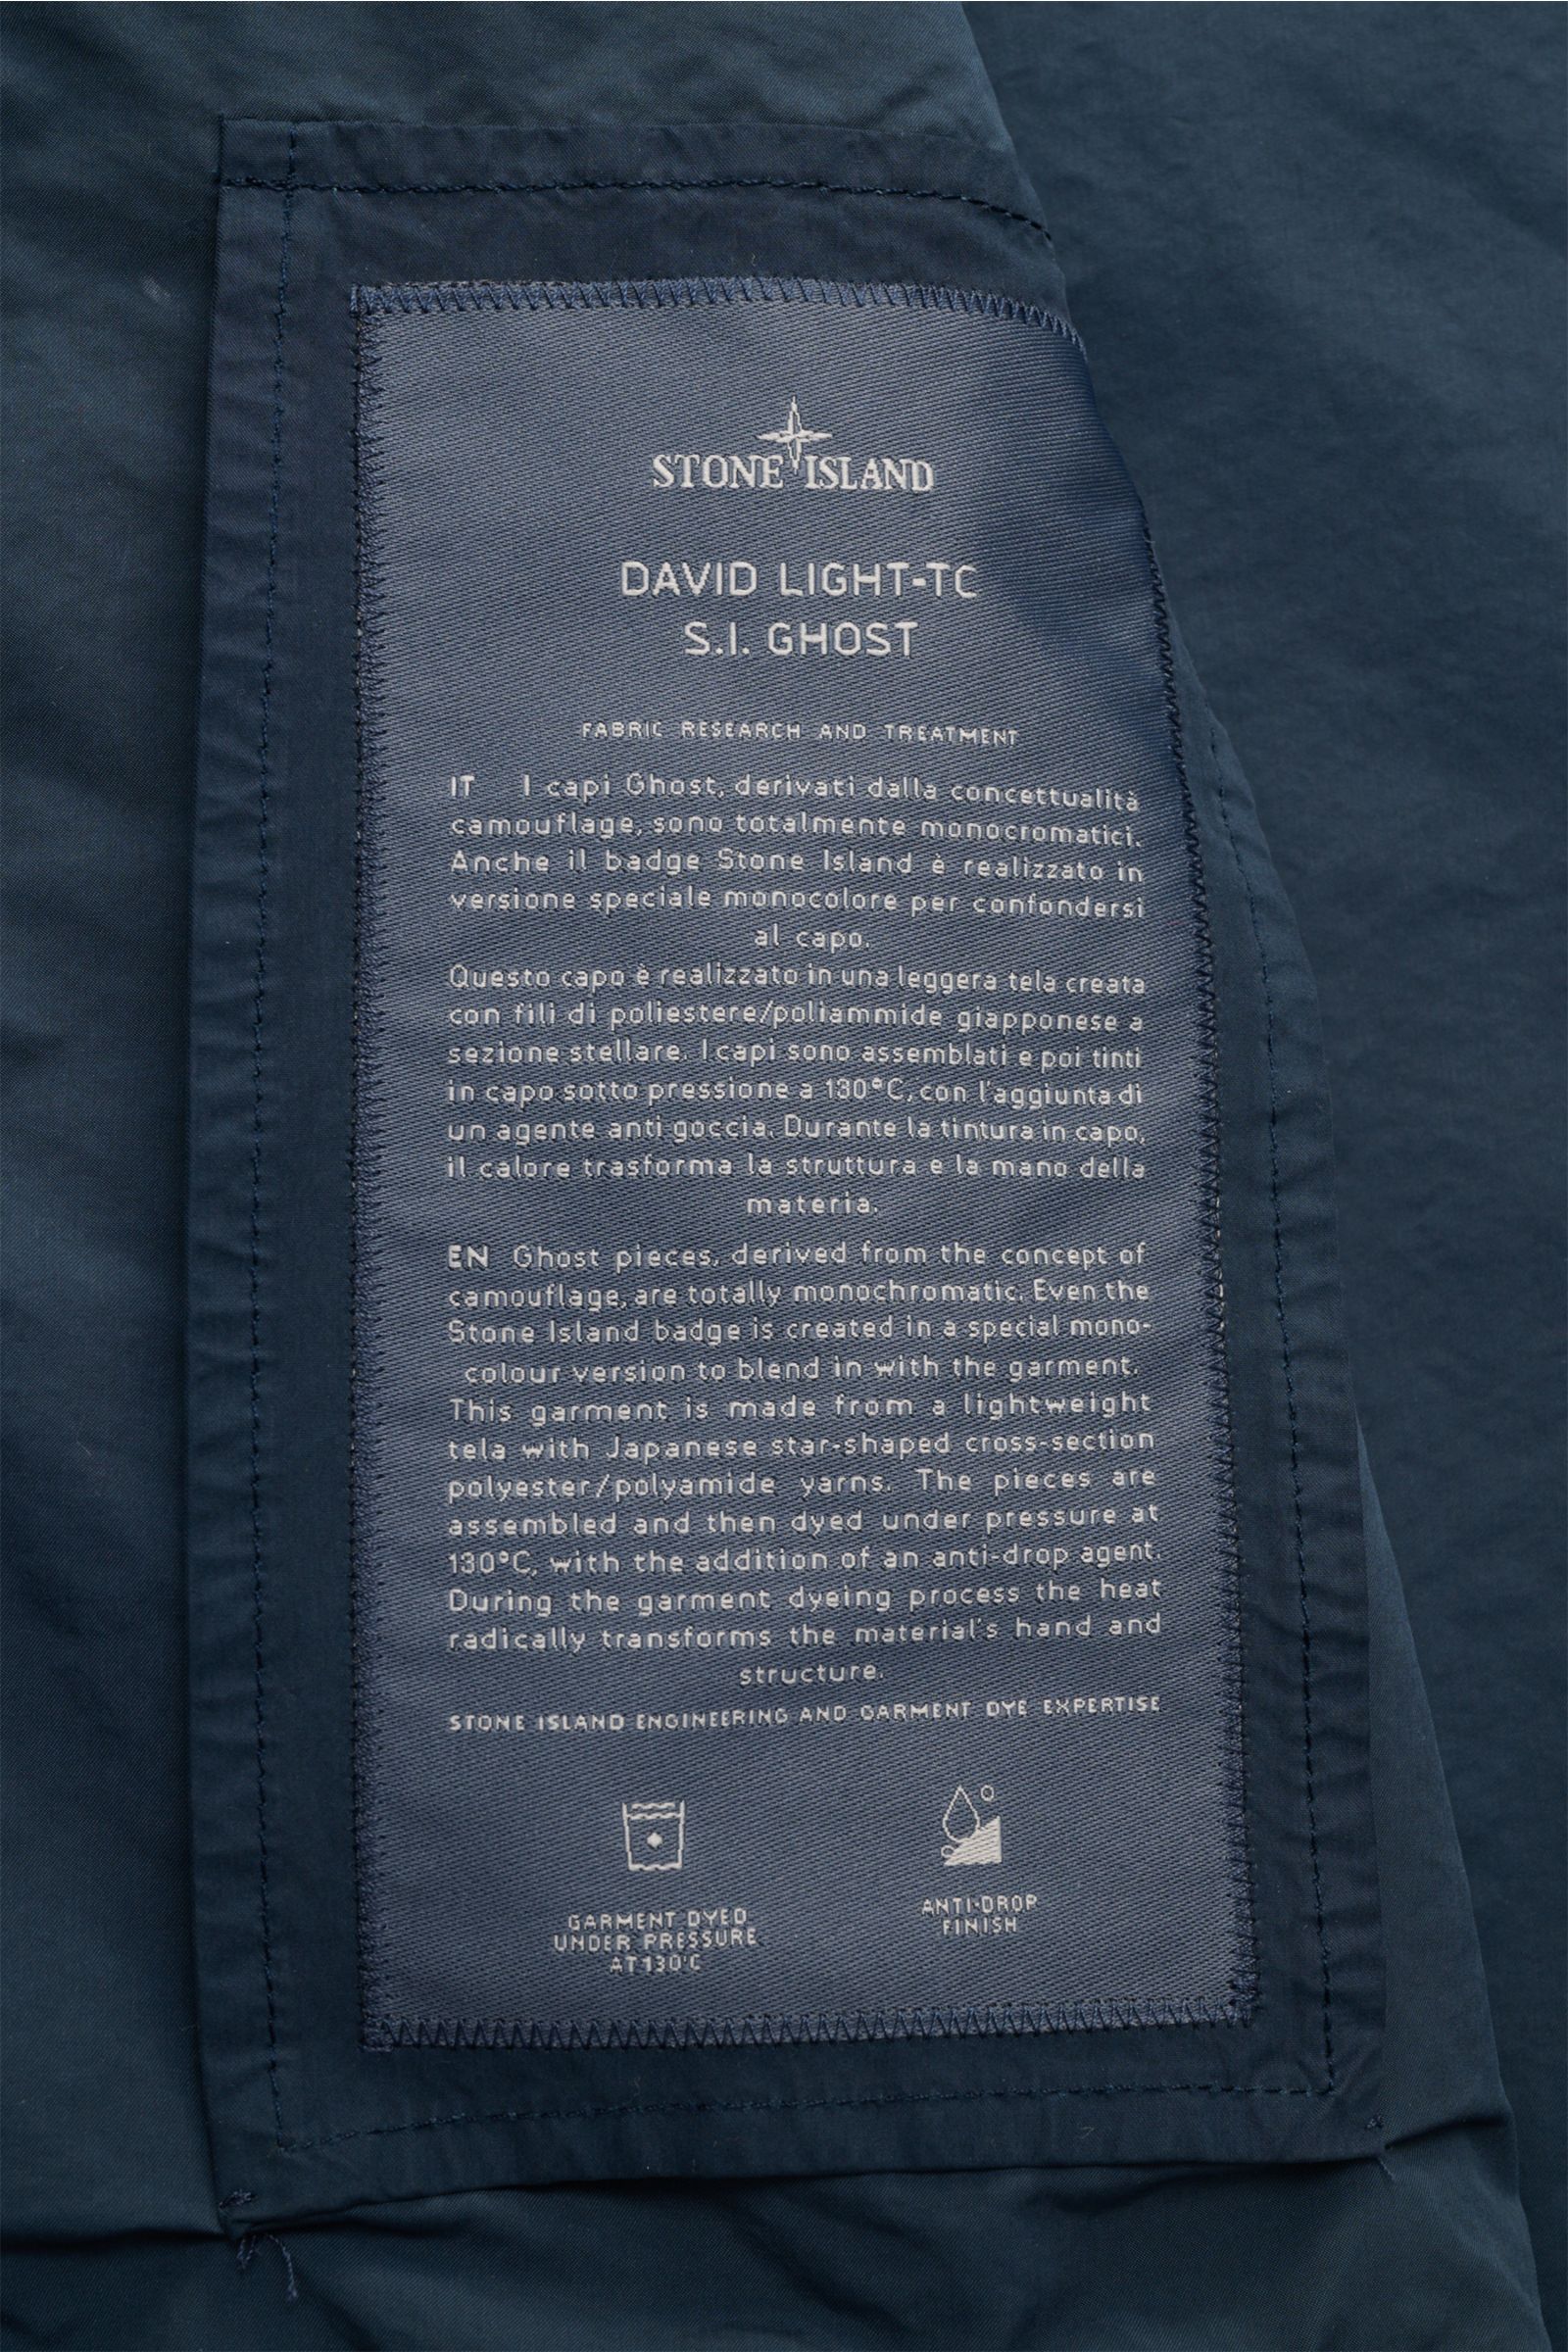 STONE ISLAND
DAVID LIGHT-TC
S.I. GHOST
FABRIC RESEARCH AND TREATMENT
IT I capi Ghost, derivati dalla concettualità
camouflage, sono totalmente monocromatici.
Anche il badge Stone Island è realizzato in
versione speciale monocolore per confondersi
al capo.
Questo capo è realizzato in una leggera tela creata
con fili di poliestere/poliammide giapponese a
sezione stellare. I capi sono assemblati e poi tinti
in capo sotto pressione a 130°C, con l'aggiunta di
un agente anti goccia. Durante la tintura in capo,
il calore trasforma la struttura e la mano della
materia.
EN Ghost pieces, derived from the concept of
camouflage, are totally monochromatic. Even the
Stone Island badge is created in a special mono-
colour version to blend in with the garment.
This garment is made from a lightweight
tela with Japanese star-shaped cross-section
polyester/polyamide yarns. The pieces are
assembled and then dyed under pressure at
130°C, with the addition of an anti-drop agent.
During the garment dyeing process the heat
radically transforms the material's hand and
structure.
STONE ISLAND ENGINEERING AND GARMENT DYE EXPERTISE
GARMENT DYED
UNDER PRESSURE
AT 130°C
ANTI-DROP
FINISH